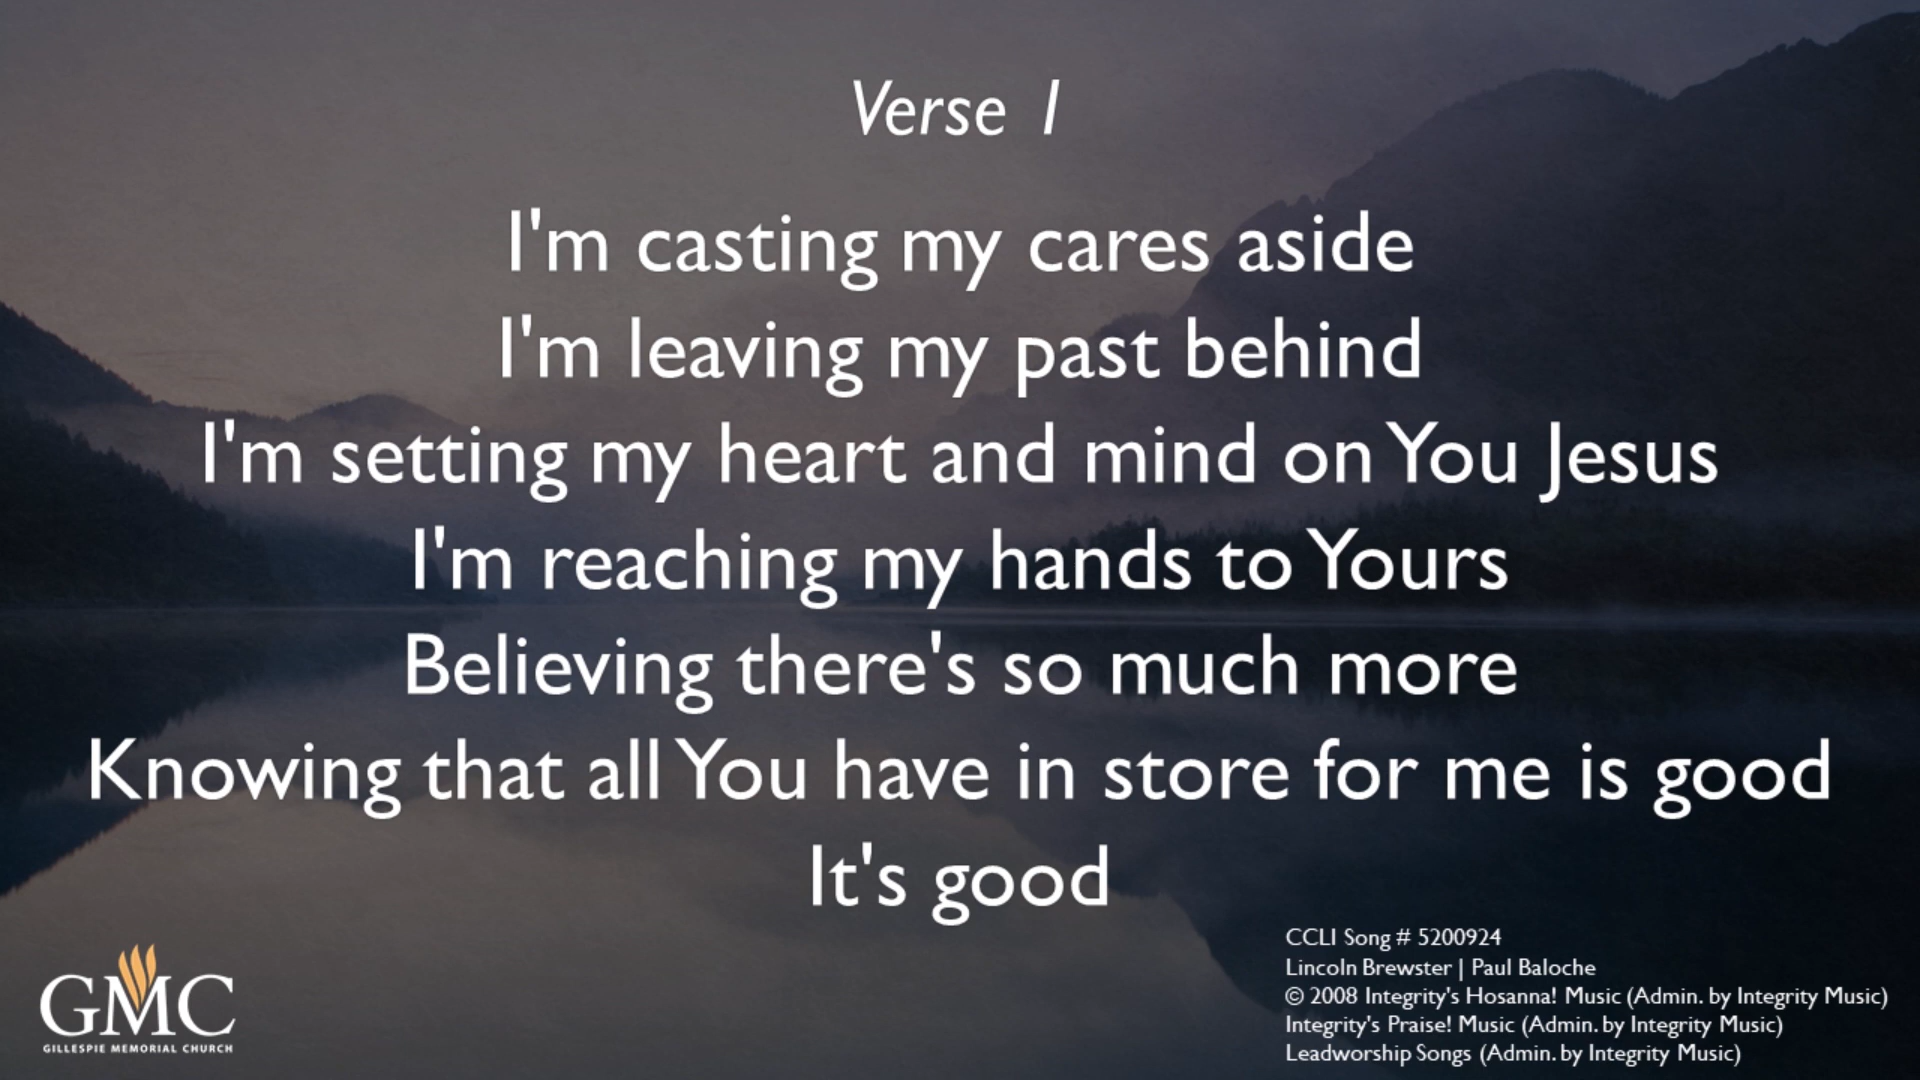 Verse 1
I'm casting my cares aside
I'm leaving my past behind
I'm setting my heart and mind on You Jesus
I'm reaching my hands to Yours
Believing there's so much more
Knowing that all You have in store for me is good
It's good
CCLI Song # 5200924
Lincoln Brewster | Paul Baloche
© 2008 Integrity's Hosanna! Music (Admin. by Integrity Music)
Integrity's Praise! Music (Admin. by Integrity Music)
Leadworship Songs (Admin. by Integrity Music)
GMC
GILLESPIE MEMORIAL CHURCH